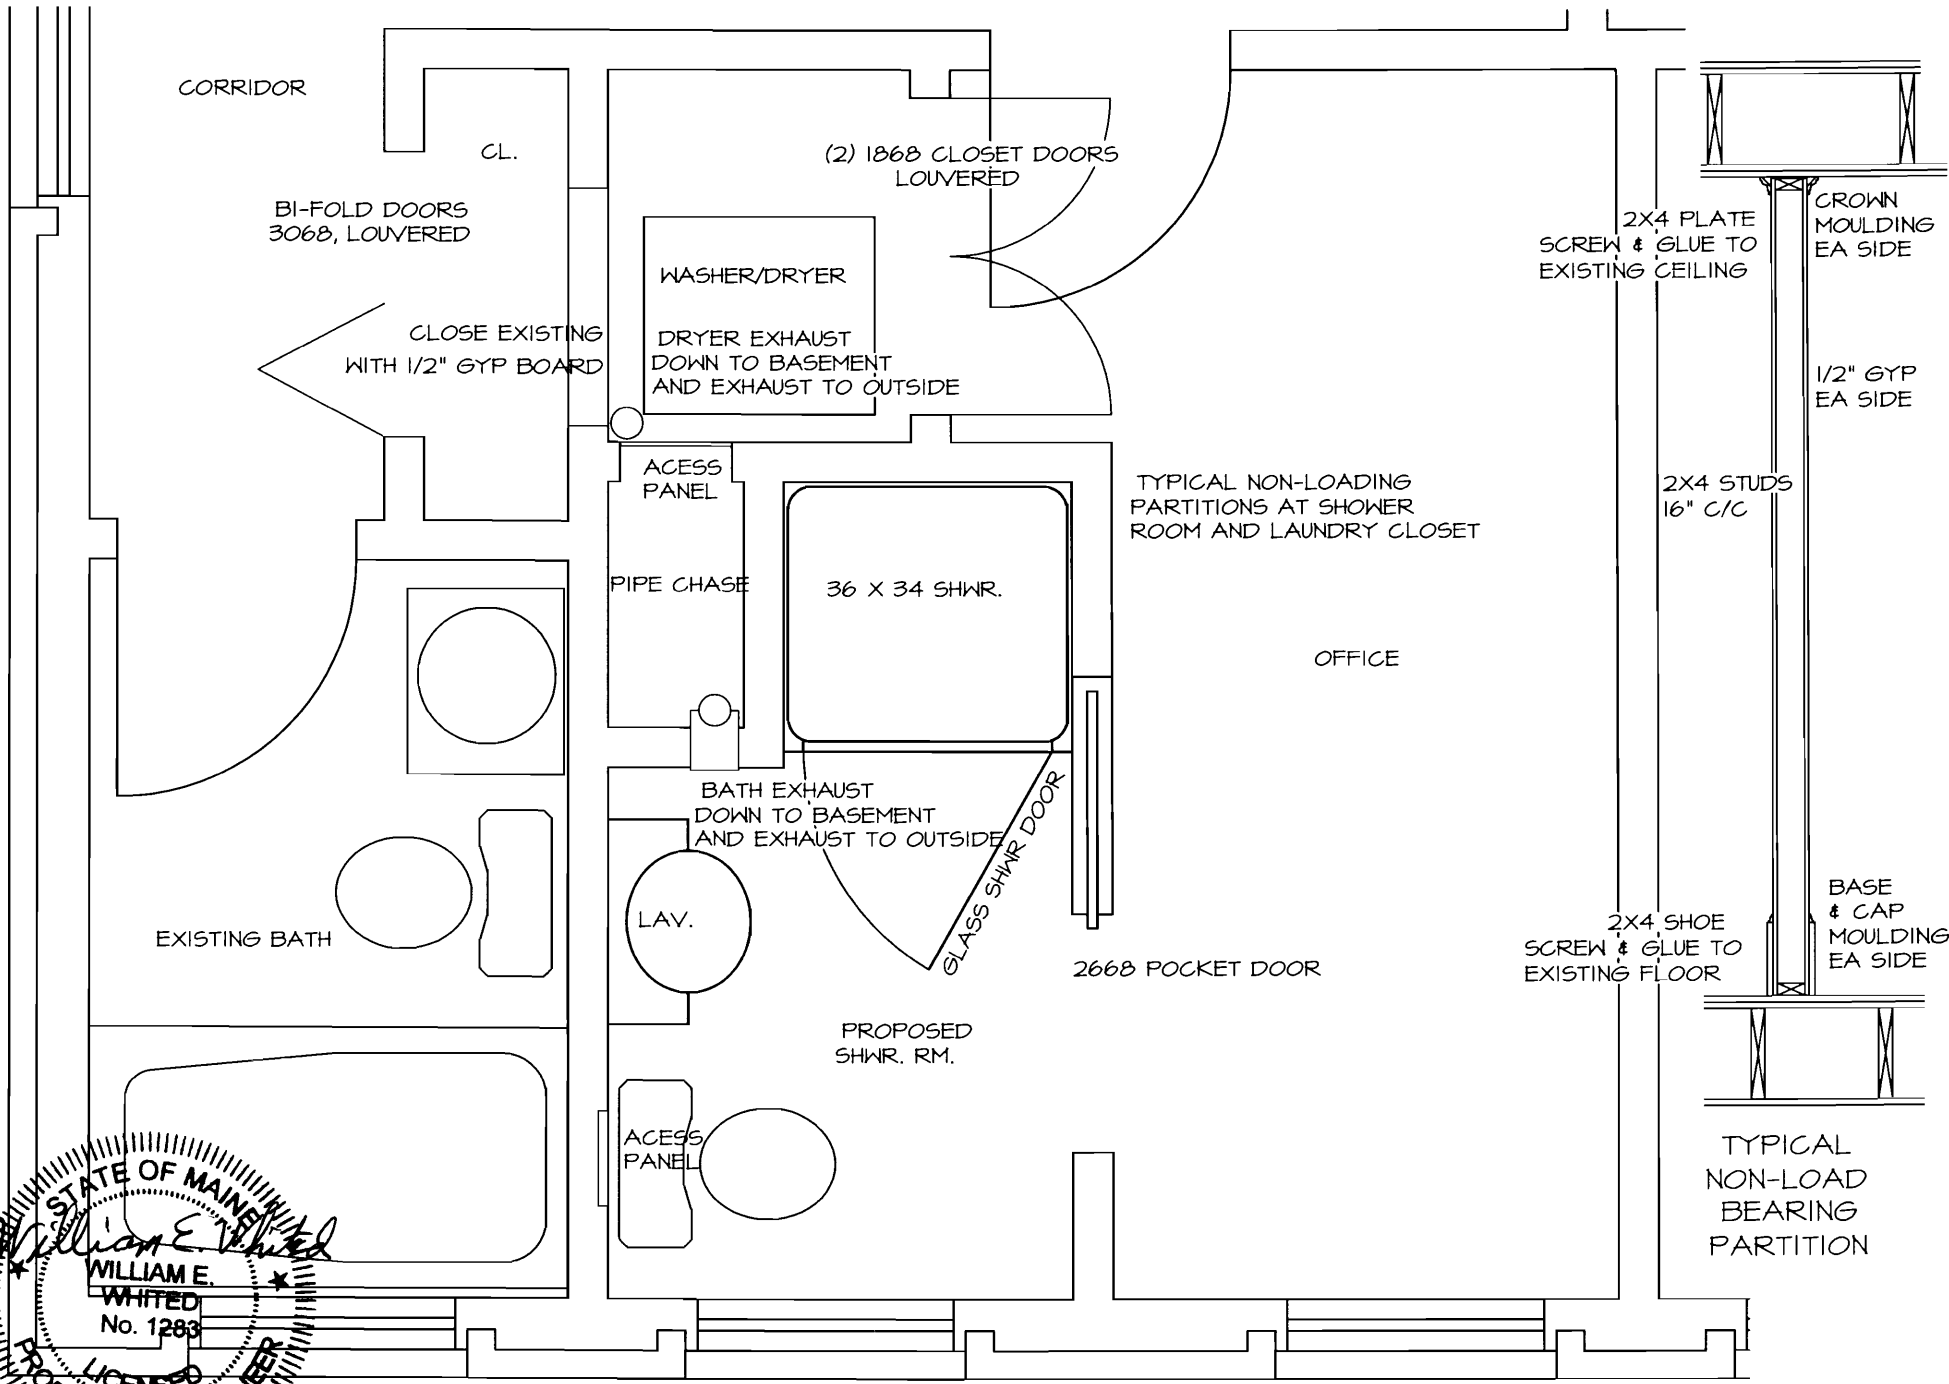 CORRIDOR
CL.
BI-FOLD DOORS
3068, LOUVERED
(2) 1868 CLOSET DOORS
LOUVERED
WASHER/DRYER
CLOSE EXISTING
WITH 1/2" GYP BOARD
DRYER EXHAUST
DOWN TO BASEMENT
AND EXHAUST TO OUTSIDE
2X4 PLATE
SCREW & GLUE TO
EXISTING CEILING
CROWN
MOULDING
EA SIDE
1/2" GYP
EA SIDE
ACESS
PANEL
TYPICAL NON-LOADING
PARTITIONS AT SHOWER
ROOM AND LAUNDRY CLOSET
2X4 STUDS
16" C/C
PIPE CHASE
36 X 34 SHWR.
OFFICE
BATH EXHAUST
DOWN TO BASEMENT
AND EXHAUST TO OUTSIDE
GLASS SHWR DOOR
LAV.
EXISTING BATH
2668 POCKET DOOR
2X4 SHOE
SCREW & GLUE TO
EXISTING FLOOR
BASE
& CAP
MOULDING
EA SIDE
PROPOSED
SHWR. RM.
ACESS
PANEL
TYPICAL
NON-LOAD
BEARING
PARTITION
STATE OF MAINE
William E. Whited
WILLIAM E.
WHITED
No. 1283
LICENSED